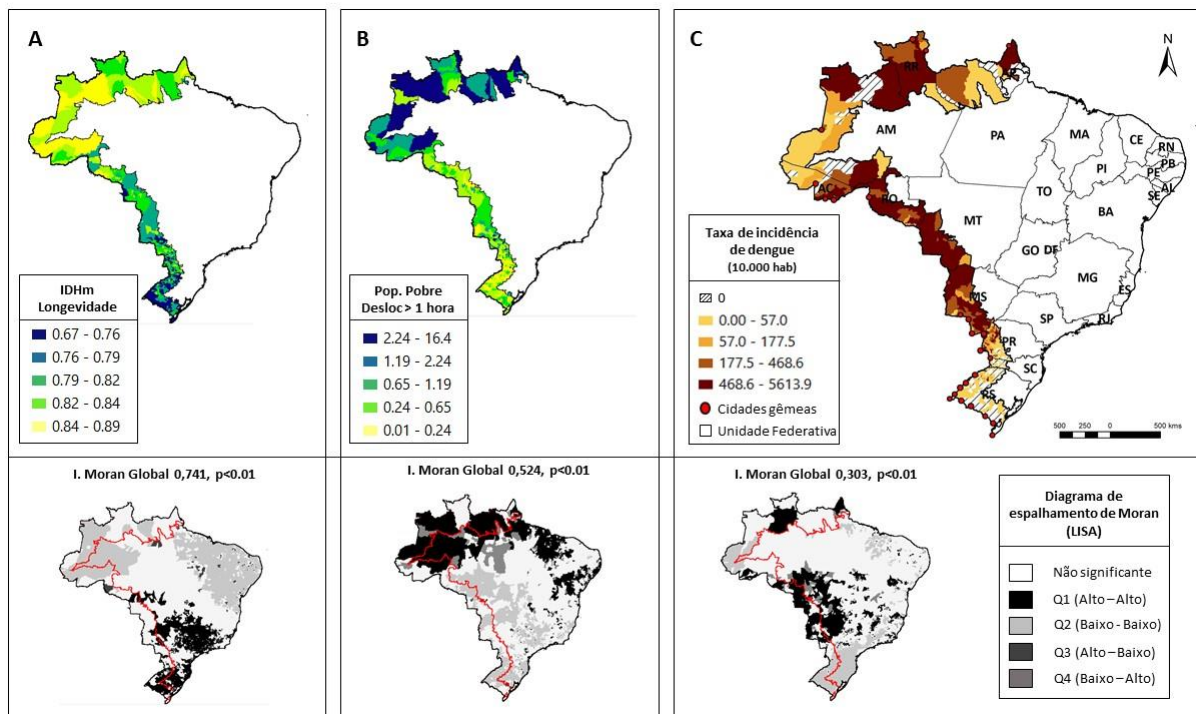 A
IDHm
Longevidade
0.67 - 0.76
0.76 - 0.79
0.79 - 0.82
0.82 - 0.84
0.84 - 0.89
B
Pop. Pobre
Desloc> 1 hora
2.24 - 16.4
1.19 - 2.24
0.65 - 1.19
0.24 - 0.65
0.01 - 0.24
C
N
RR
AM
PA
MA
CE
RN
PB
PE
AL
SE
PI
AC
RO
TO
BA
MT
GO
DF
MG
ES
MS
SP
RJ
PR
SC
RS
Taxa de incidência
de dengue
(10.000 hab)
0
0.00 - 57.0
57.0 - 177.5
177.5 - 468.6
468.6 - 5613.9
Cidades gêmeas
Unidade Federativa
500 250 0 500 kms
I. Moran Global 0,741, p<0.01
I. Moran Global 0,524, p<0.01
I. Moran Global 0,303, p<0.01
Diagrama de
espalhamento de Moran
(LISA)
Não significante
Q1 (Alto – Alto)
Q2 (Baixo - Baixo)
Q3 (Alto – Baixo)
Q4 (Baixo – Alto)